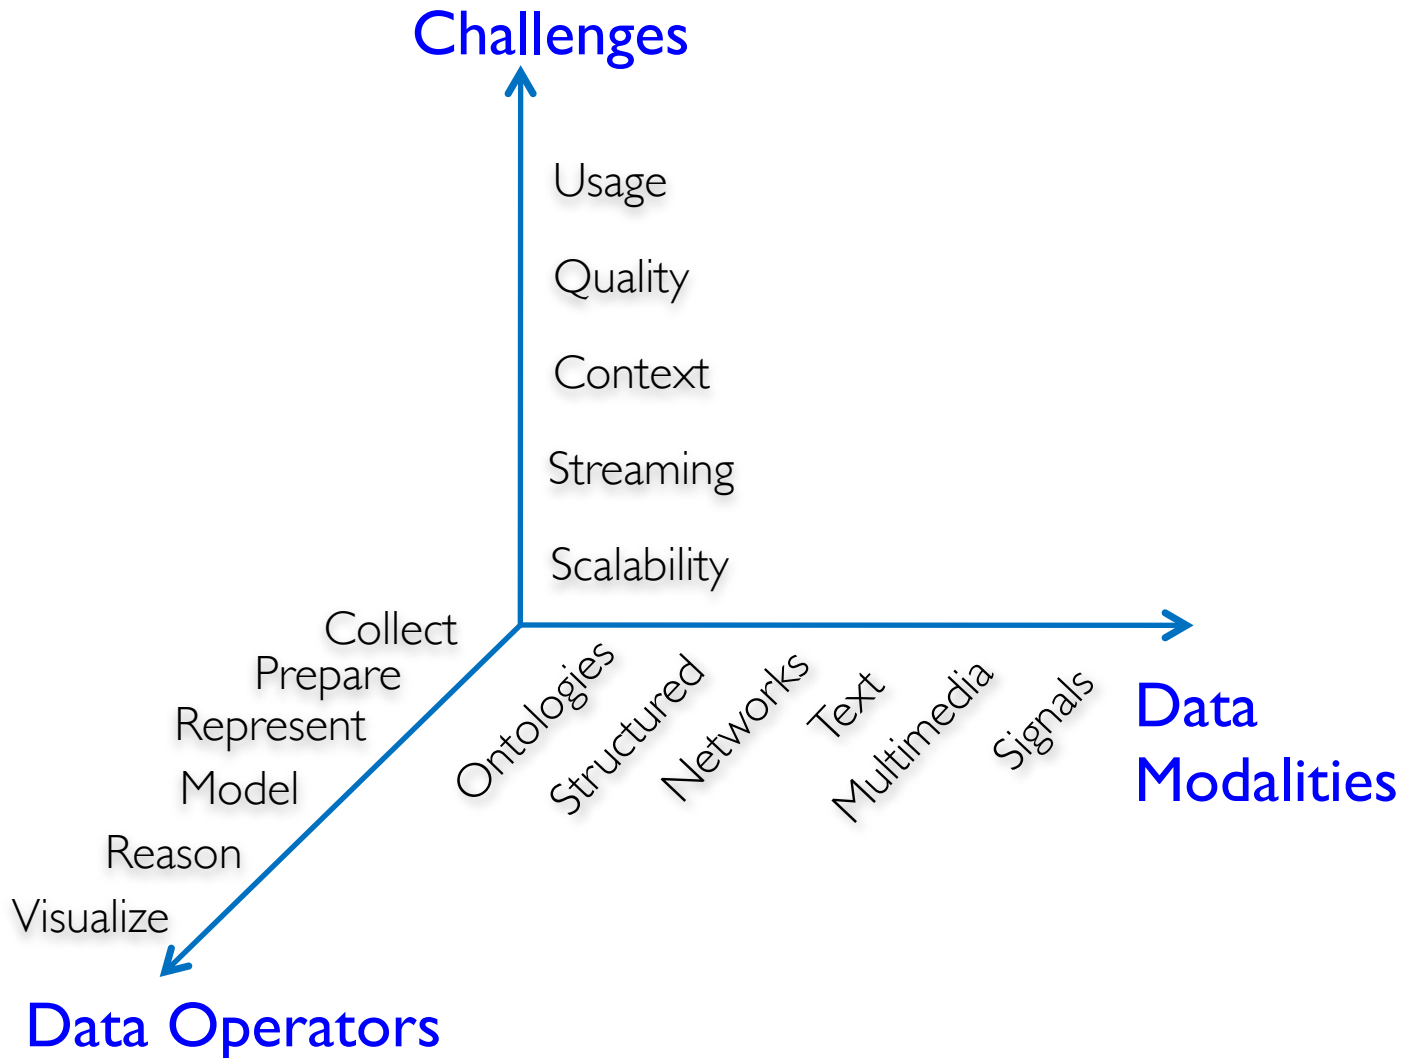 Challenges
Usage
Quality
Context
Streaming
Scalability
Collect
Prepare
Represent
Model
Reason
Visualize
Data Operators
Ontologies
Structured
Networks
Text
Multimedia
Signals
Data
Modalities